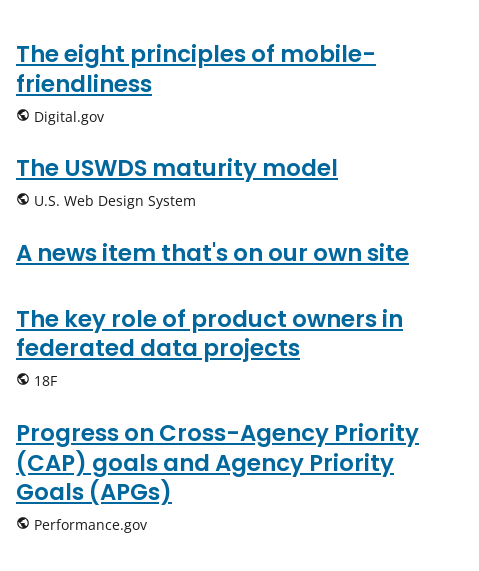 The eight principles of mobile-
friendliness
Digital.gov
The USWDS maturity model
U.S. Web Design System
A news item that's on our own site
The key role of product owners in
federated data projects
18F
Progress on Cross-Agency Priority
(CAP) goals and Agency Priority
Goals (APGs)
Performance.gov